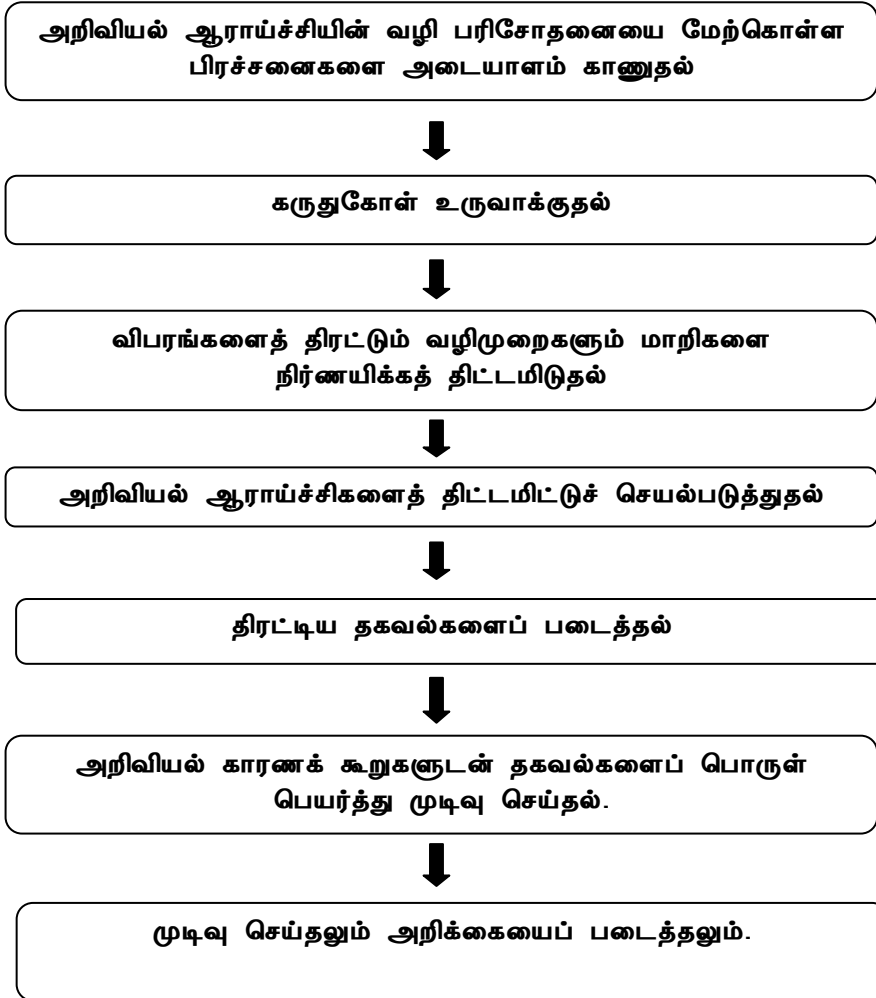 அறிவியல் ஆராய்ச்சியின் வழி பரிசோதனையை மேற்கொள்ள
பிரச்சனைகளை அடையாளம் காணுதல்
கருதுகோள் உருவாக்குதல்
விபரங்களைத் திரட்டும் வழிமுறைகளும் மாறிகளை
நிர்ணயிக்கத் திட்டமிடுதல்
அறிவியல் ஆராய்ச்சிகளைத் திட்டமிட்டுச் செயல்படுத்துதல்
திரட்டிய தகவல்களைப் படைத்தல்
அறிவியல் காரணக் கூறுகளுடன் தகவல்களைப் பொருள்
பெயர்த்து முடிவு செய்தல்.
முடிவு செய்தலும் அறிக்கையைப் படைத்தலும்.